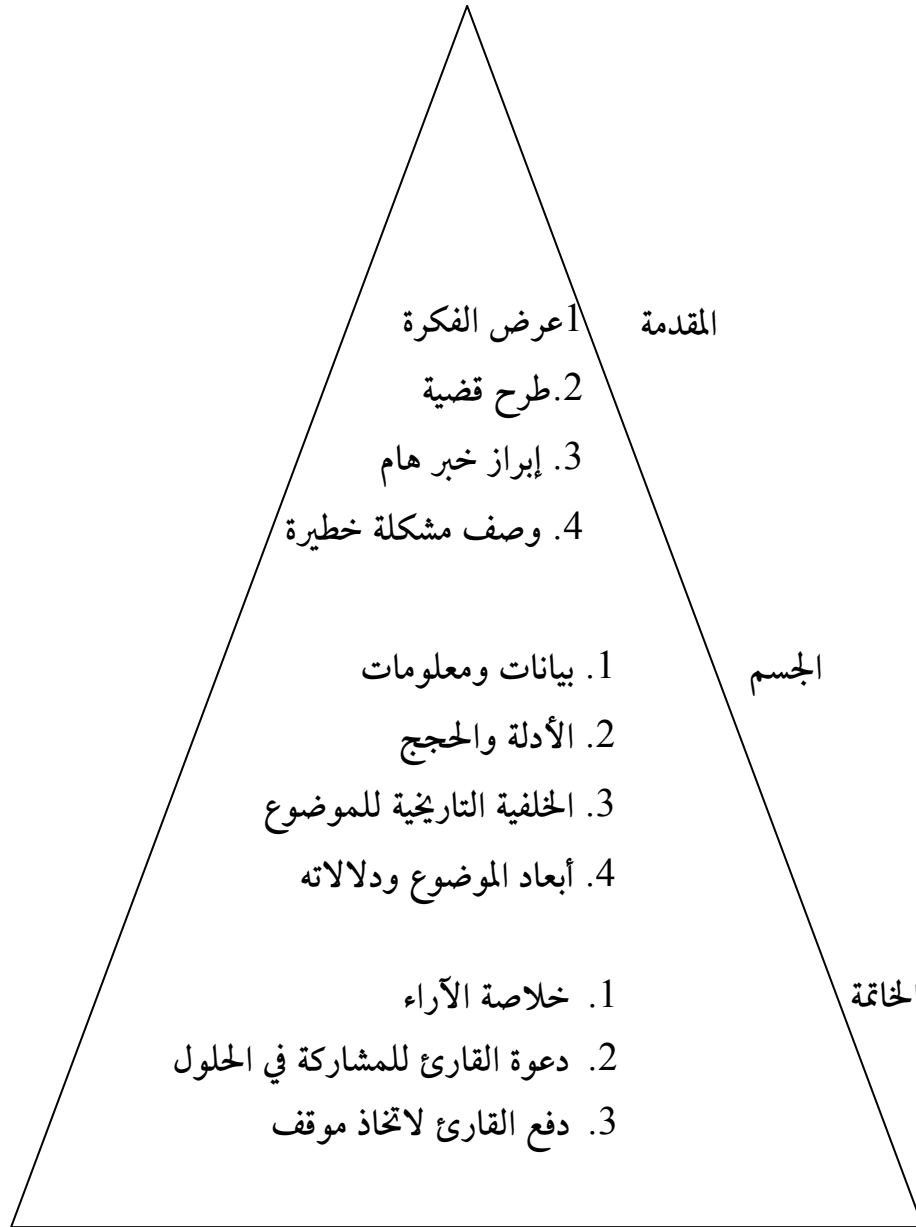 المقدمة
1عرض الفكرة
2.طرح قضية
3. إبراز خبر هام
4. وصف مشكلة خطيرة
الجسم
1. بيانات ومعلومات
2. الأدلة والحجج
3. الخلفية التاريخية للموضوع
4. أبعاد الموضوع ودلالاته
الخاتمة
1. خلاصة الآراء
2. دعوة القارئ للمشاركة في الحلول
3. دفع القارئ لاتخاذ موقف